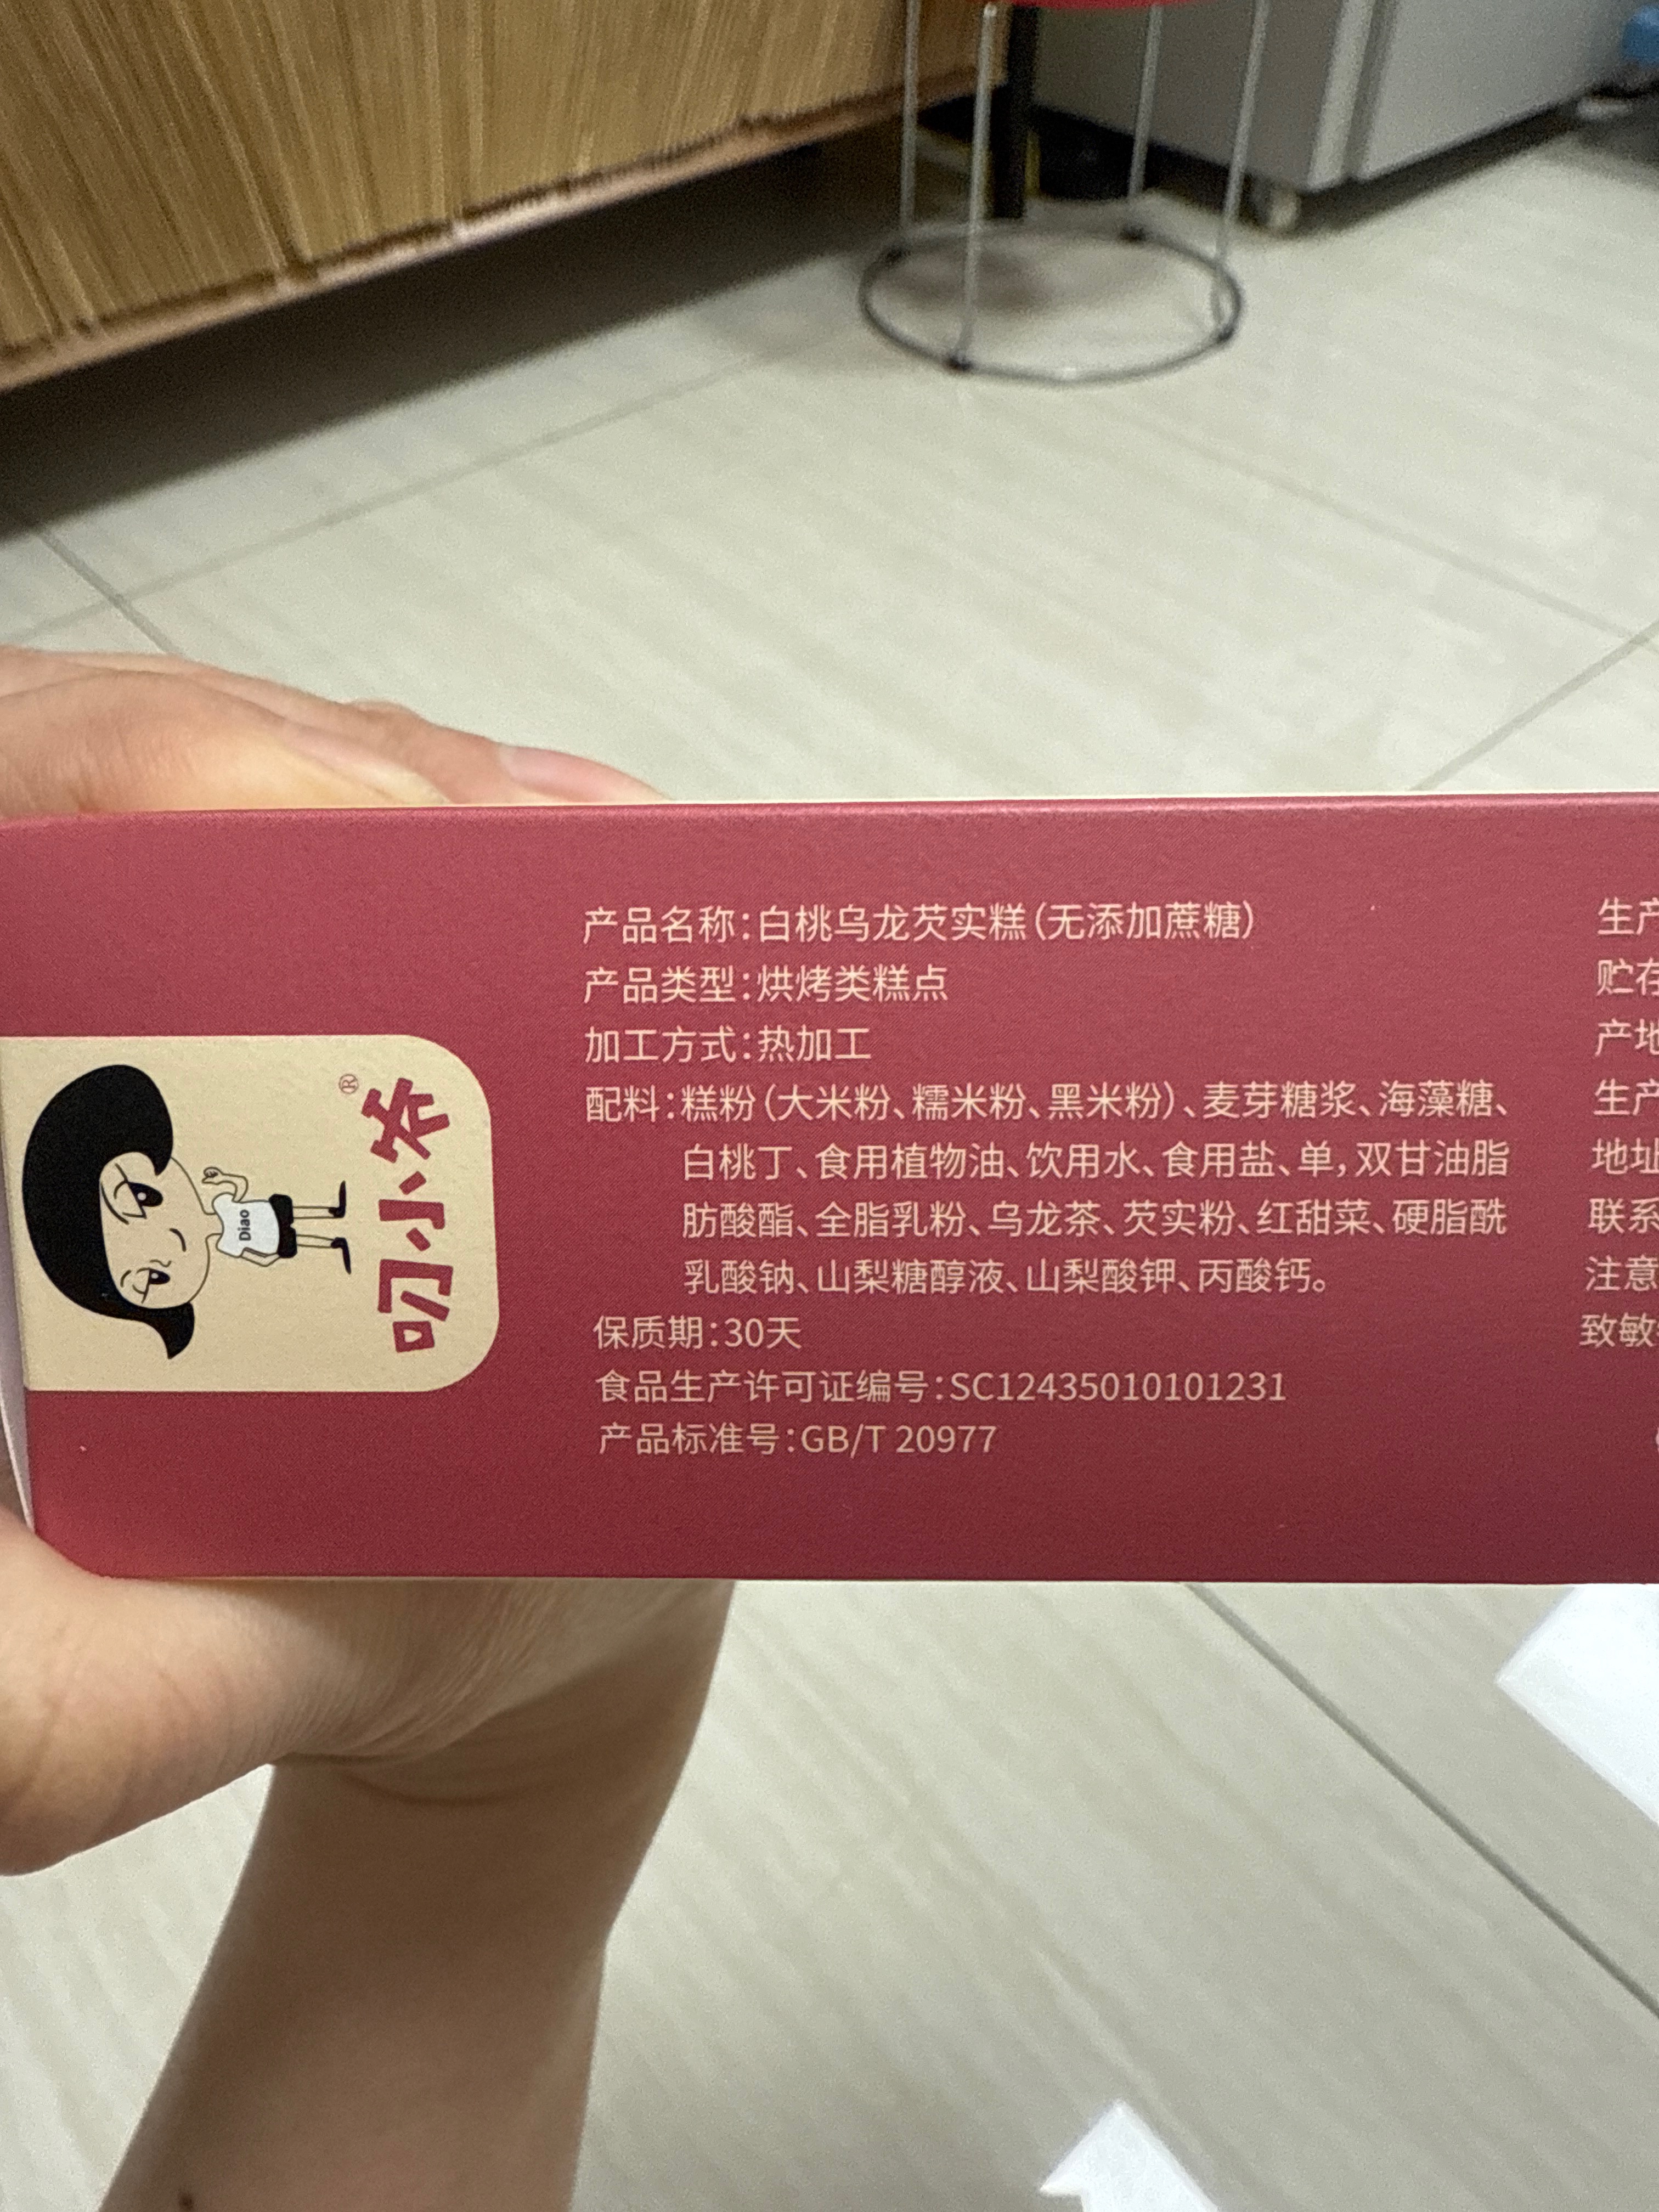 产品名称：白桃乌龙芡实糕（无添加蔗糖）
产品类型：烘烤类糕点
加工方式：热加工
配料：糕粉（大米粉、糯米粉、黑米粉）、麦芽糖浆、海藻糖、
白桃丁、食用植物油、饮用水、食用盐、单，双甘油脂
肪酸酯、全脂乳粉、乌龙茶、芡实粉、红甜菜、硬脂酰
乳酸钠、山梨糖醇液、山梨酸钾、丙酸钙。
保质期：30天
食品生产许可证编号：SC12435010101231
产品标准号：GB/T 20977
生产
贮存
产地
生产
地址
联系
注意
致敏
Diao
®